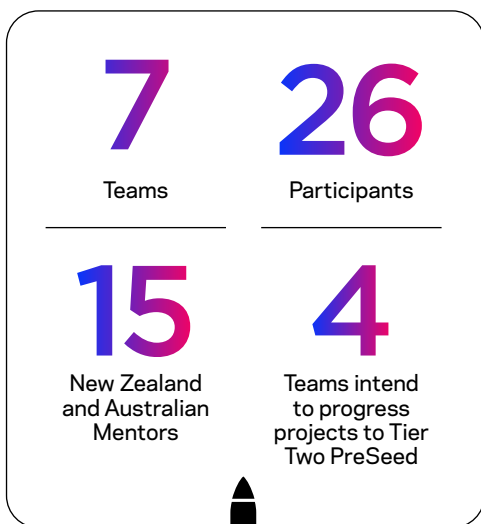 7
Teams
26
Participants
15
New Zealand
and Australian
Mentors
4
Teams intend
to progress
projects to Tier
Two PreSeed